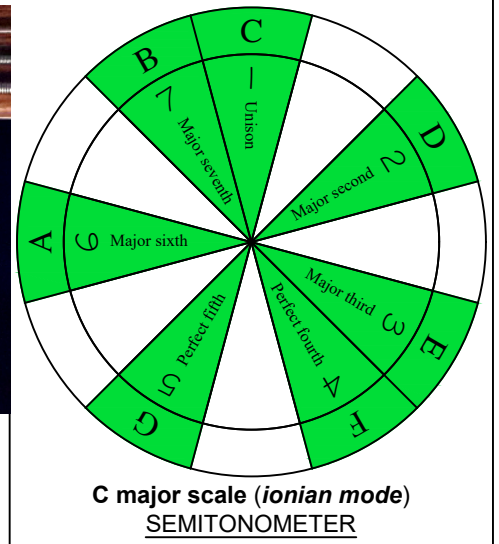 C
1 Unison
D
2 Major second
E
3 Major third
F
4 Perfect fourth
G
5 Perfect fifth
A
6 Major sixth
B
7 Major seventh
C major scale (ionian mode)
SEMITONOMETER